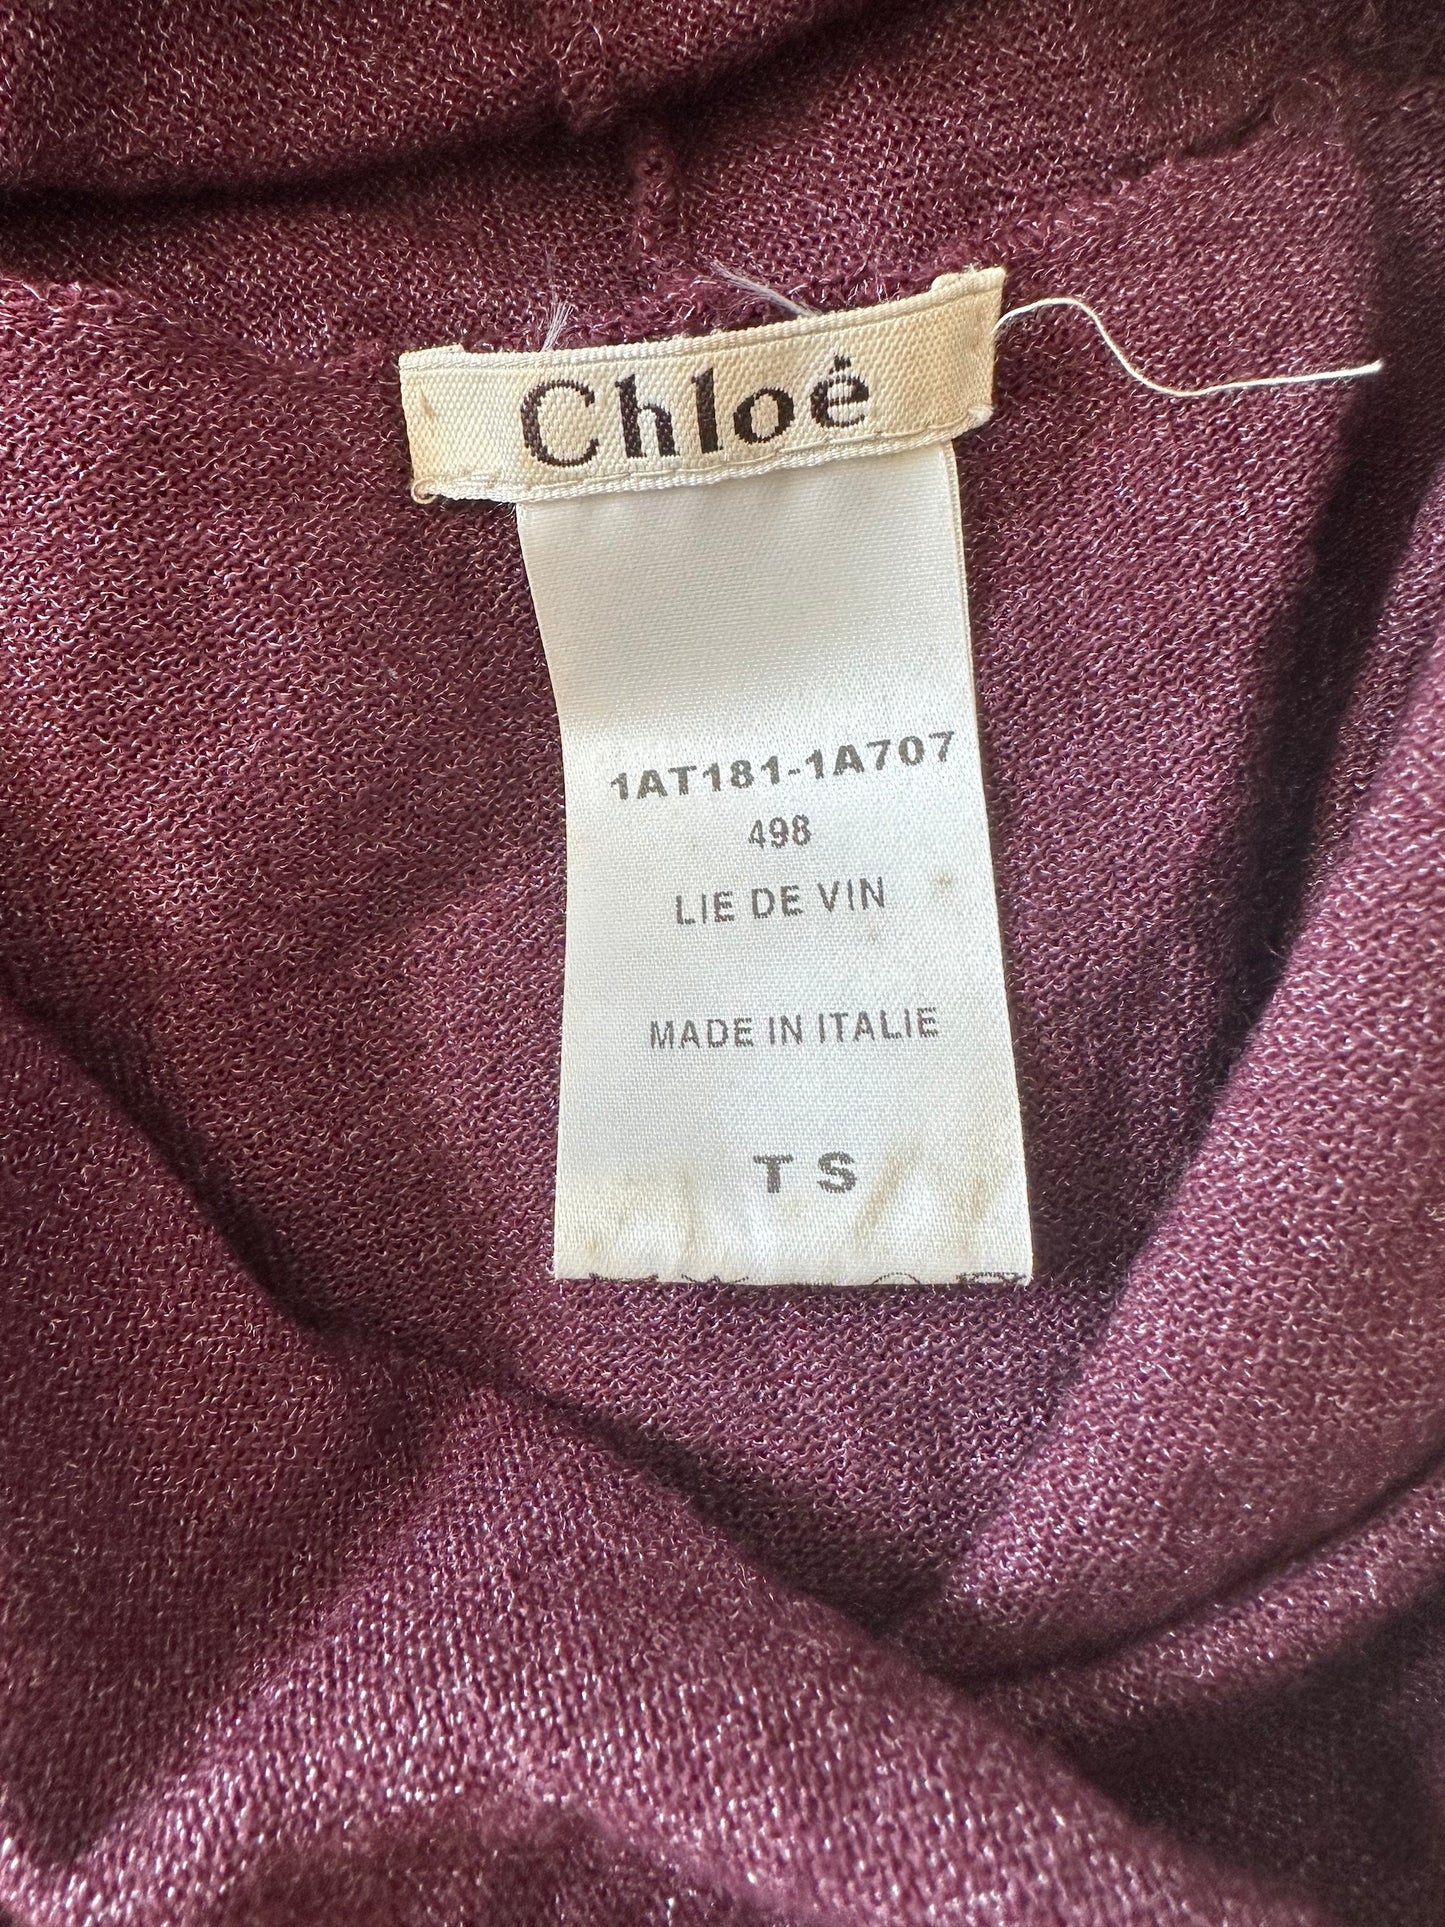 Chloé
1AT181-1A707
498
LIE DE VIN
MADE IN ITALIE
T S